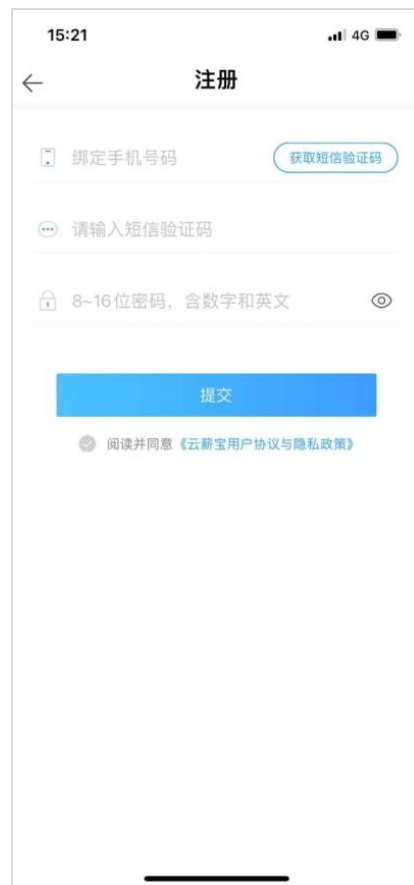 15:21 4G
注册
绑定手机号码 获取短信验证码
请输入短信验证码
8~16位密码，含数字和英文
提交
阅读并同意《云薪宝用户协议与隐私政策》